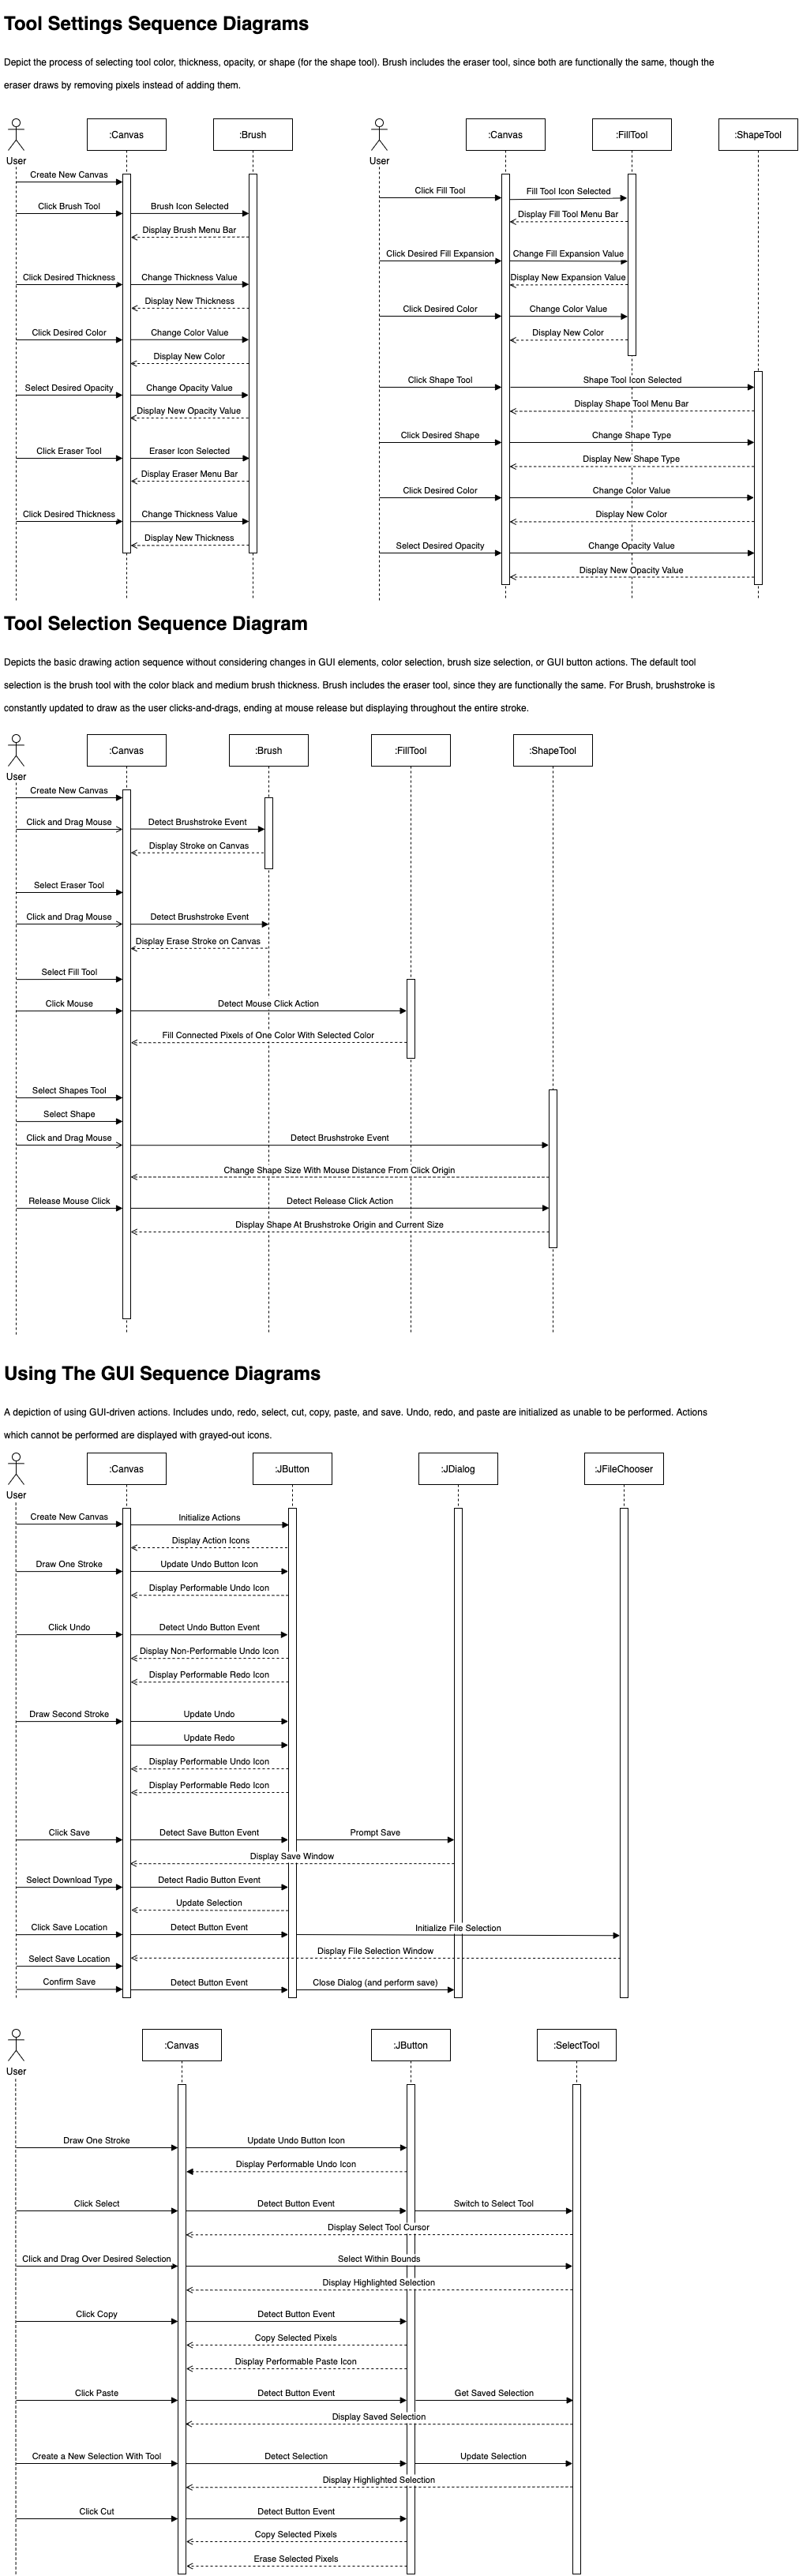 Tool Settings Sequence Diagrams
Depict the process of selecting tool color, thickness, opacity, or shape (for the shape tool). Brush includes the eraser tool, since both are functionally the same, though the
eraser draws by removing pixels instead of adding them.
:Canvas
:Brush
User
Create New Canvas
Click Brush Tool
Brush Icon Selected
Display Brush Menu Bar
Click Desired Thickness
Change Thickness Value
Display New Thickness
Click Desired Color
Change Color Value
Display New Color
Select Desired Opacity
Change Opacity Value
Display New Opacity Value
Click Eraser Tool
Eraser Icon Selected
Display Eraser Menu Bar
Click Desired Thickness
Change Thickness Value
Display New Thickness
:Canvas
:FillTool
:ShapeTool
User
Click Fill Tool
Fill Tool Icon Selected
Display Fill Tool Menu Bar
Click Desired Fill Expansion
Change Fill Expansion Value
Display New Expansion Value
Click Desired Color
Change Color Value
Display New Color
Click Shape Tool
Shape Tool Icon Selected
Display Shape Tool Menu Bar
Click Desired Shape
Change Shape Type
Display New Shape Type
Click Desired Color
Change Color Value
Display New Color
Select Desired Opacity
Change Opacity Value
Display New Opacity Value
Tool Selection Sequence Diagram
Depicts the basic drawing action sequence without considering changes in GUI elements, color selection, brush size selection, or GUI button actions. The default tool
selection is the brush tool with the color black and medium brush thickness. Brush includes the eraser tool, since they are functionally the same. For Brush, brushstroke is
constantly updated to draw as the user clicks-and-drags, ending at mouse release but displaying throughout the entire stroke.
:Canvas
:Brush
:FillTool
:ShapeTool
User
Create New Canvas
Click and Drag Mouse
Detect Brushstroke Event
Display Stroke on Canvas
Select Eraser Tool
Click and Drag Mouse
Detect Brushstroke Event
Display Erase Stroke on Canvas
Select Fill Tool
Click Mouse
Detect Mouse Click Action
Fill Connected Pixels of One Color With Selected Color
Select Shapes Tool
Select Shape
Click and Drag Mouse
Detect Brushstroke Event
Change Shape Size With Mouse Distance From Click Origin
Release Mouse Click
Detect Release Click Action
Display Shape At Brushstroke Origin and Current Size
Using The GUI Sequence Diagrams
A depiction of using GUI-driven actions. Includes undo, redo, select, cut, copy, paste, and save. Undo, redo, and paste are initialized as unable to be performed. Actions
which cannot be performed are displayed with grayed-out icons.
:Canvas
:JButton
:JDialog
:JFileChooser
User
Create New Canvas
Initialize Actions
Display Action Icons
Draw One Stroke
Update Undo Button Icon
Display Performable Undo Icon
Click Undo
Detect Undo Button Event
Display Non-Performable Undo Icon
Display Performable Redo Icon
Draw Second Stroke
Update Undo
Update Redo
Display Performable Undo Icon
Display Performable Redo Icon
Click Save
Detect Save Button Event
Prompt Save
Display Save Window
Select Download Type
Detect Radio Button Event
Update Selection
Click Save Location
Detect Button Event
Initialize File Selection
Display File Selection Window
Select Save Location
Confirm Save
Detect Button Event
Close Dialog (and perform save)
:Canvas
:JButton
:SelectTool
User
Draw One Stroke
Update Undo Button Icon
Display Performable Undo Icon
Click Select
Detect Button Event
Switch to Select Tool
Display Select Tool Cursor
Click and Drag Over Desired Selection
Select Within Bounds
Display Highlighted Selection
Click Copy
Detect Button Event
Copy Selected Pixels
Display Performable Paste Icon
Click Paste
Detect Button Event
Get Saved Selection
Display Saved Selection
Create a New Selection With Tool
Detect Selection
Update Selection
Display Highlighted Selection
Click Cut
Detect Button Event
Copy Selected Pixels
Erase Selected Pixels